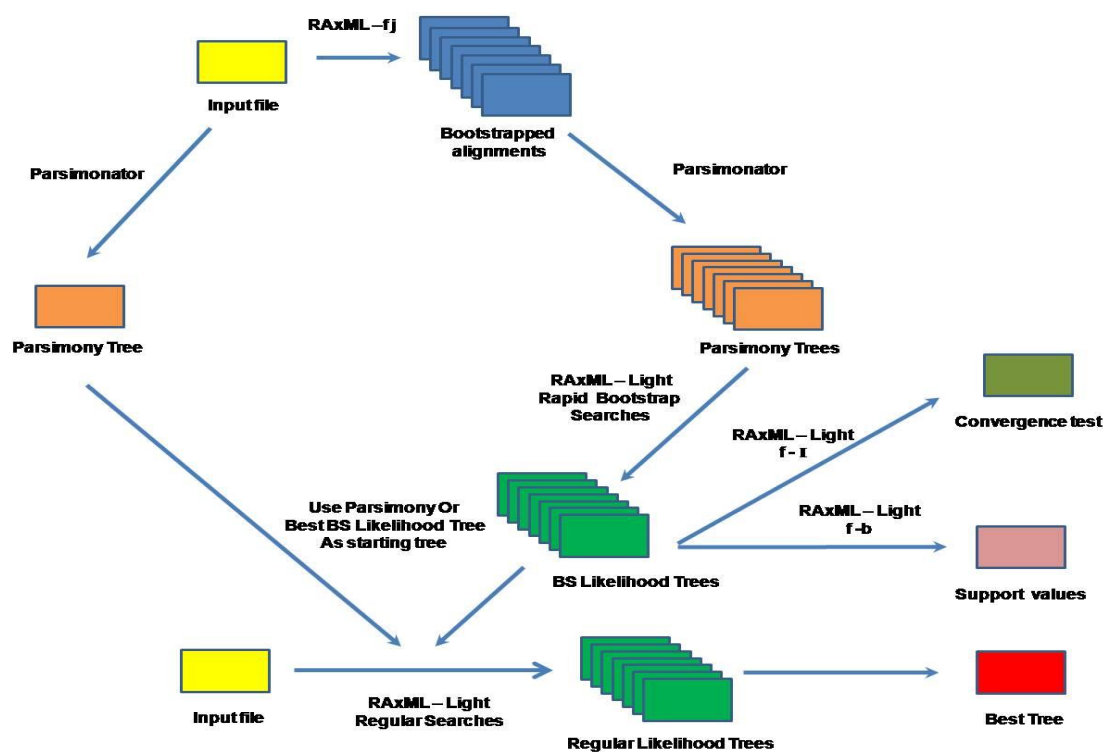 RAxML – f j
Input file
Bootstrapped
alignments
Parsimonator
Parsimonator
Parsimony Tree
Parsimony Trees
RAxML – Light
Rapid Bootstrap
Searches
Convergence test
RAxML – Light
f - I
Use Parsimony Or
Best BS Likelihood Tree
As starting tree
RAxML – Light
f -b
BS Likelihood Trees
Support values
Input file
RAxML – Light
Regular Searches
Regular Likelihood Trees
Best Tree